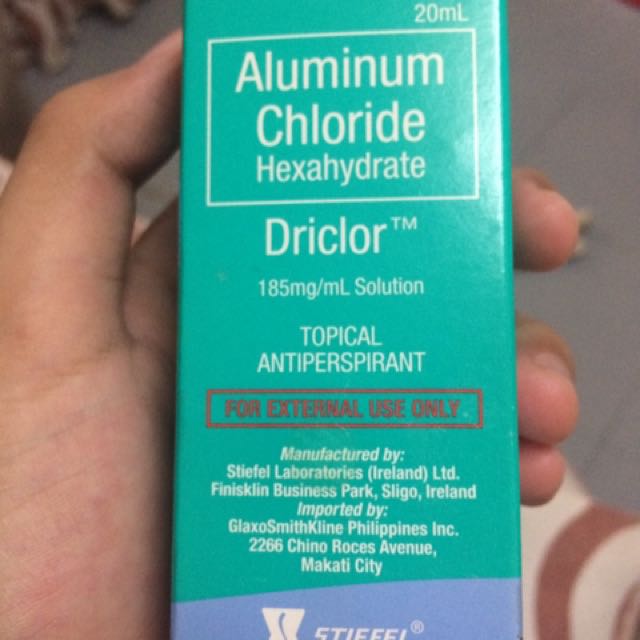 20mL
Aluminum
Chloride
Hexahydrate
Driclor™
185mg/mL Solution
TOPICAL
ANTIPERSPIRANT
FOR EXTERNAL USE ONLY
Manufactured by:
Stiefel Laboratories (Ireland) Ltd.
Finisklin Business Park, Sligo, Ireland
Imported by:
GlaxoSmithKline Philippines Inc.
2266 Chino Roces Avenue,
Makati City
STIEFEL®